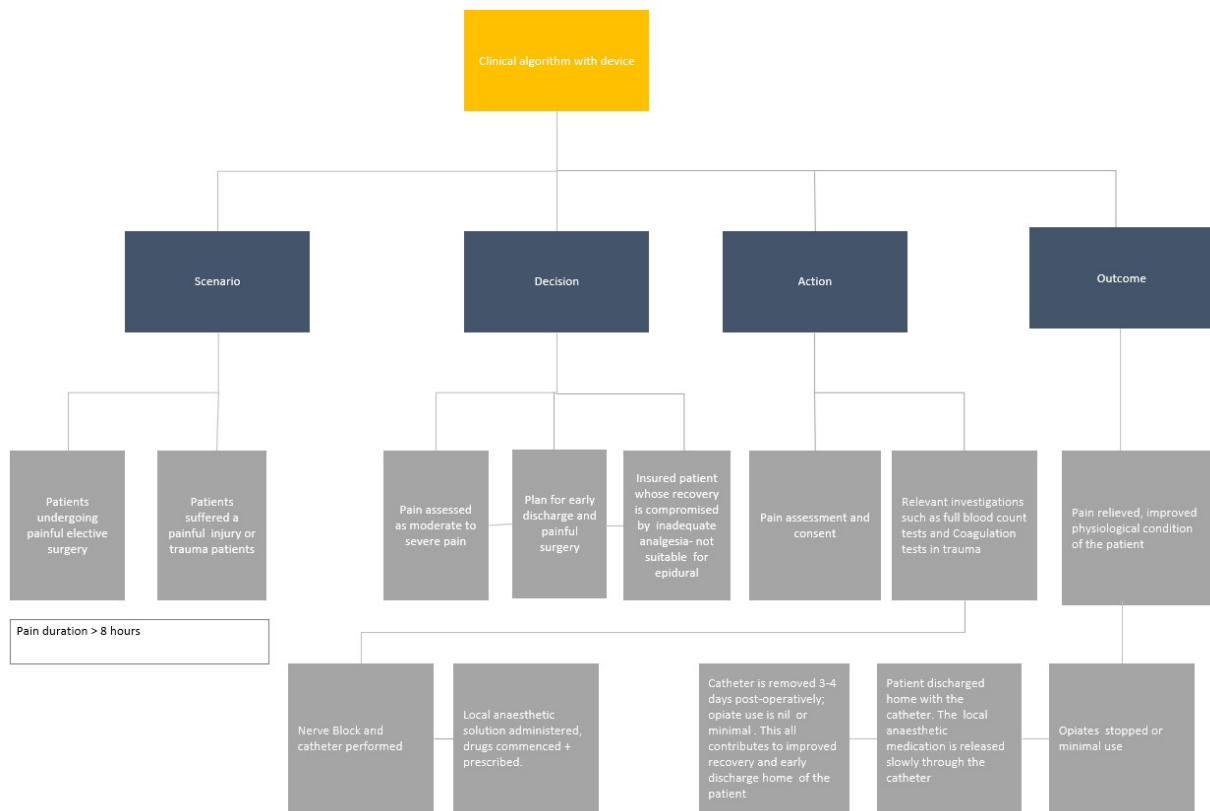 Clinical algorithm with device
Scenario
Decision
Action
Outcome
Patients
undergoing
painful elective
surgery
Patients
suffered a
painful injury or
trauma patients
Pain assessed
as moderate to
severe pain
Plan for early
discharge and
painful
surgery
Insured patient
whose recovery
is compromised
by inadequate
analgesia- not
suitable for
epidural
Pain assessment and
consent
Relevant investigations
such as full blood count
tests and Coagulation
tests in trauma
Pain relieved, improved
physiological condition
of the patient
Pain duration > 8 hours
Nerve Block and
catheter performed
Local anaesthetic
solution administered,
drugs commenced +
prescribed.
Catheter is removed 3-4
days post-operatively;
opiate use is nil or
minimal . This all
contributes to improved
recovery and early
discharge home of the
patient
Patient discharged
home with the
catheter. The local
anaesthetic
medication is released
slowly through the
catheter
Opiates stopped or
minimal use